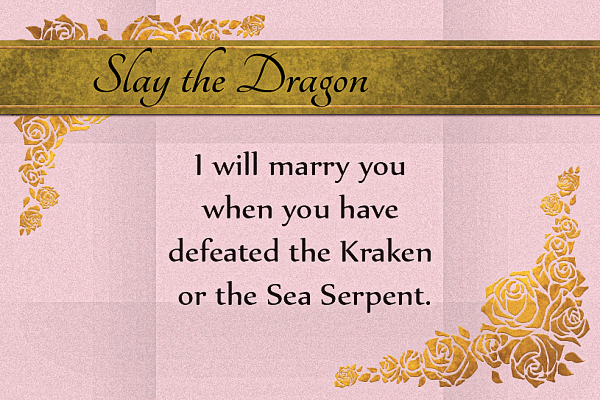 Slay the Dragon
I will marry you
when you have
defeated the Kraken
or the Sea Serpent.